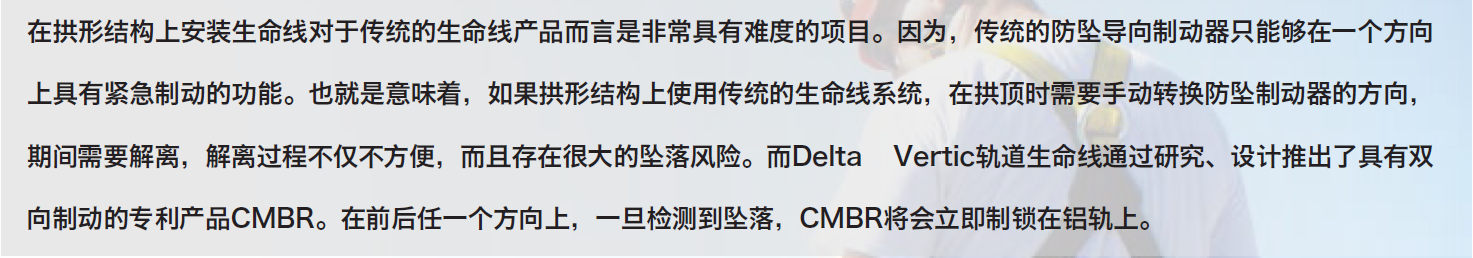 在拱形结构上安装生命线对于传统的生命线产品而言是非常具有难度的项目。因为，传统的防坠导向制动器只能够在一个方向
上具有紧急制动的功能。也就是意味着，如果拱形结构上使用传统的生命线系统，在拱顶时需要手动转换防坠制动器的方向，
期间需要解离，解离过程不仅不方便，而且存在很大的坠落风险。而Delta Vertic轨道生命线通过研究、设计推出了具有双
向制动的专利产品CMBR。在前后任一个方向上，一旦检测到坠落，CMBR将会立即制锁在铝轨上。